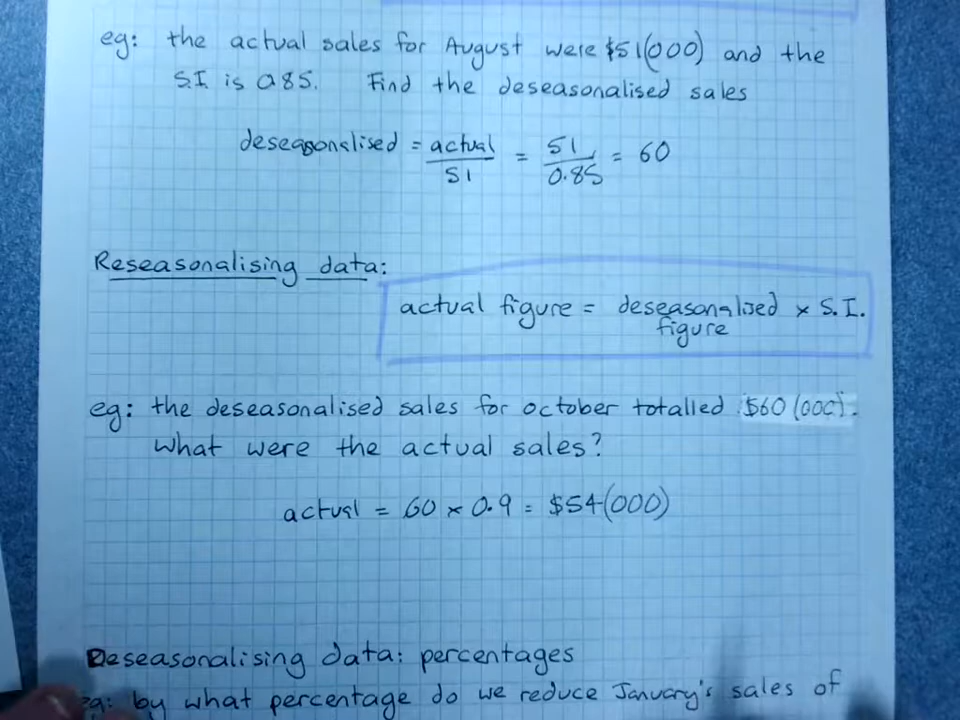 eg: the actual sales for August were $51(000) and the
S.I is 0.85. Find the deseasonalised sales
deseasonalised = actual/SI = 51/0.85 = 60
Reseasonalising data:
actual figure = deseasonalised figure × S.I.
eg: the deseasonalised sales for october totalled $60(000).
What were the actual sales?
actual = 60 × 0.9 = $54(000)
Deseasonalising data: percentages
eg: by what percentage do we reduce January's sales of